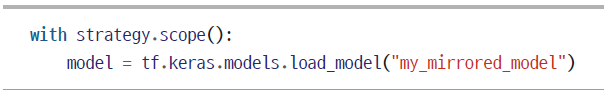 with strategy.scope():
    model = tf.keras.models.load_model("my_mirrored_model")